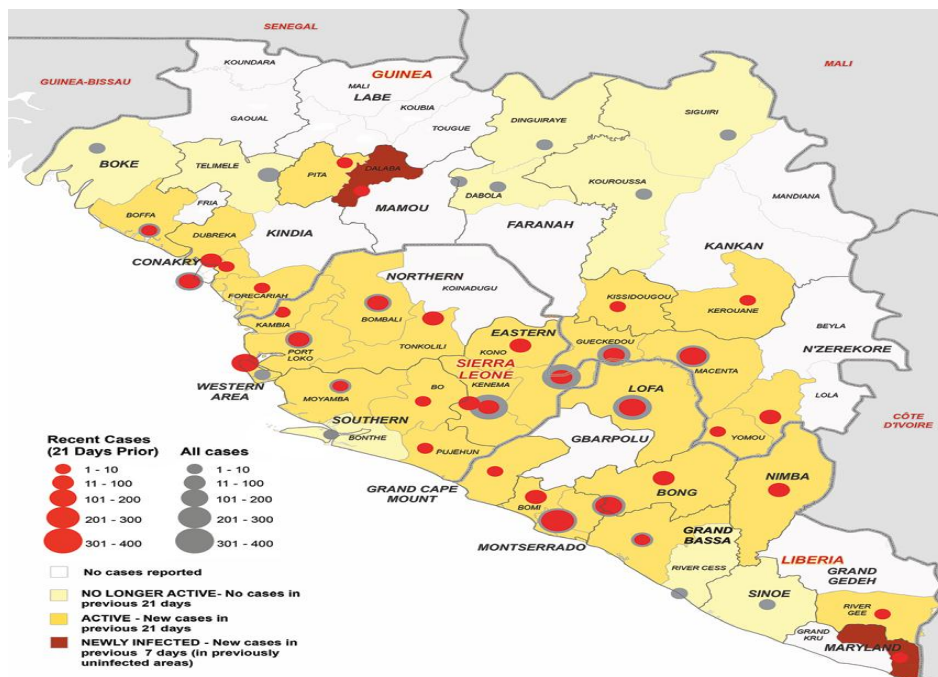 SENEGAL
GUINEA-BISSAU
MALI
KOUNDARA
GUINEA
MALI
LABE
KOUBIA
GAOUAL
TOUGUE
DINGUIRAYE
SIGUIRI
BOKE
TELIMELE
PITA
DALABA
FRIA
MAMOU
DABOLA
KOUROUSSA
MANDIANA
BOFFA
DUBREKA
KINDIA
FARANAH
KANKAN
CONAKRY
NORTHERN
KOINADUGU
FORECARIAH
KISSIDOUGOU
KEROUANE
KAMBIA
BOMBALI
EASTERN
BEYLA
PORT
LOKO
TONKOLILI
KONO
GUECKEDOU
N'ZEREKORE
SIERRA
LEONE
MACENTA
WESTERN
AREA
MOYAMBA
BO
KENEMA
LOFA
LOLA
CÔTE
D'IVOIRE
SOUTHERN
BONTHE
PUJEHUN
GBARPOLU
YOMOU
GRAND CAPE
MOUNT
BOMI
BONG
NIMBA
MONTSERRADO
GRAND
BASSA
RIVER CESS
LIBERIA
GRAND
GEDEH
SINOE
RIVER
GEE
GRAND
KRU
MARYLAND
Recent Cases
(21 Days Prior)
1 - 10
11 - 100
101 - 200
201 - 300
301 - 400
All cases
1 - 10
11 - 100
101 - 200
201 - 300
301 - 400
No cases reported
NO LONGER ACTIVE- No cases in
previous 21 days
ACTIVE - New cases in
previous 21 days
NEWLY INFECTED - New cases in
previous 7 days (in previously
uninfected areas)